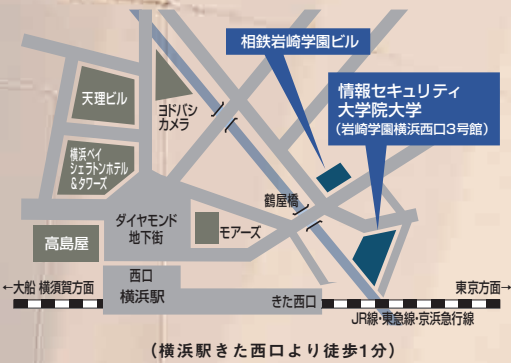 相鉄岩崎学園ビル
情報セキュリティ
大学院大学
（岩崎学園横浜西口3号館）
天理ビル
ヨドバシ
カメラ
横浜ベイ
シェラトンホテル
&タワーズ
鶴屋橋
ダイヤモンド
地下街
モアーズ
高島屋
西口
横浜駅
きた西口
←大船 横須賀方面
東京方面→
JR線・東急線・京浜急行線
（横浜駅きた西口より徒歩1分）